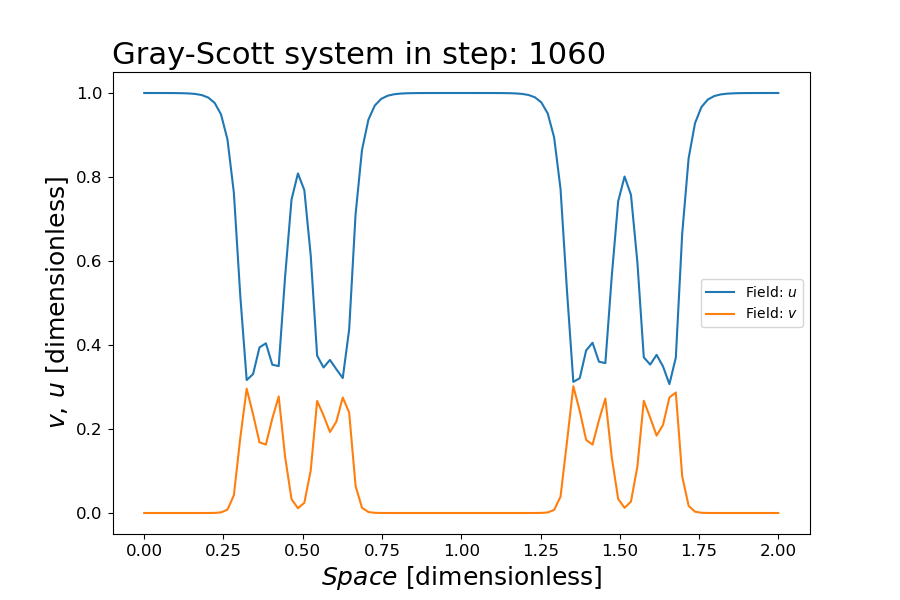 Gray-Scott system in step: 1060
v, u [dimensionless]
1.0
0.8
0.6
0.4
0.2
0.0
Field: u
Field: v
0.00 0.25 0.50 0.75 1.00 1.25 1.50 1.75 2.00
Space [dimensionless]